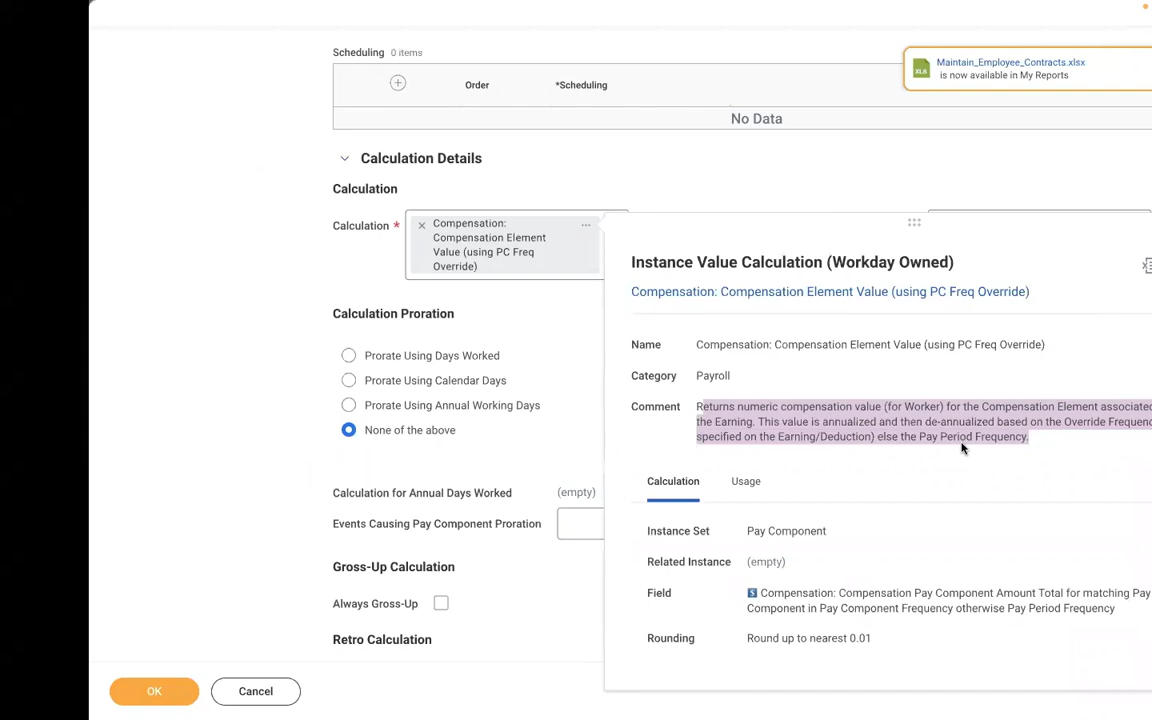 Scheduling 0 items
Maintain_Employee_Contracts.xlsx
XLS
is now available in My Reports
Order *Scheduling
No Data
Calculation Details
Calculation
Calculation *
Compensation:
Compensation Element
Value (using PC Freq
Override)
Instance Value Calculation (Workday Owned)
Compensation: Compensation Element Value (using PC Freq Override)
Calculation Proration
Name Compensation: Compensation Element Value (using PC Freq Override)
Prorate Using Days Worked
Category Payroll
Prorate Using Calendar Days
Comment Returns numeric compensation value (for Worker) for the Compensation Element associated
Prorate Using Annual Working Days
the Earning. This value is annualized and then de-annualized based on the Override Frequenc
None of the above
specified on the Earning/Deduction) else the Pay Period Frequency.
Calculation Usage
Calculation for Annual Days Worked (empty)
Events Causing Pay Component Proration
Instance Set Pay Component
Related Instance (empty)
Gross-Up Calculation
Field Compensation: Compensation Pay Component Amount Total for matching Pay
Always Gross-Up
Component in Pay Component Frequency otherwise Pay Period Frequency
Retro Calculation
Rounding Round up to nearest 0.01
OK Cancel